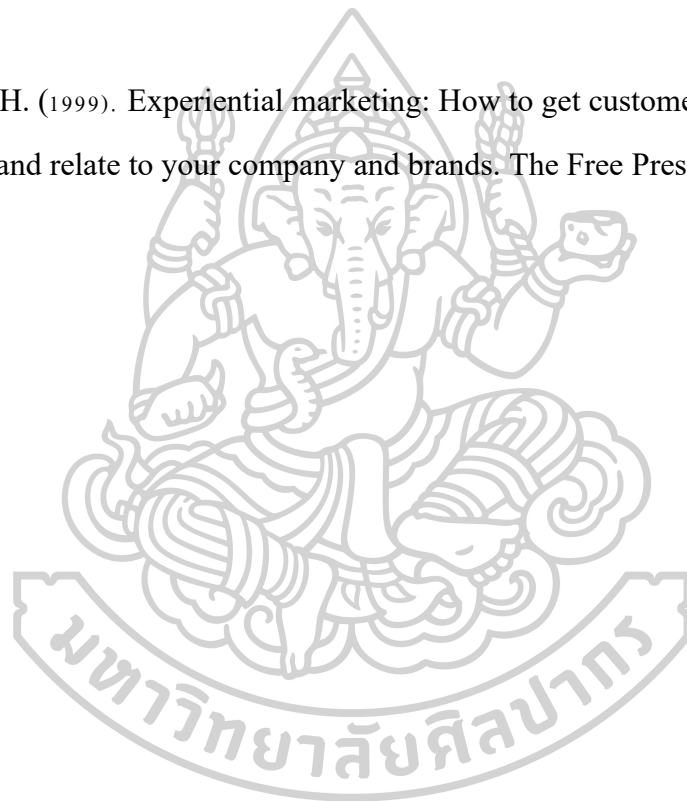 H. (1999). Experiential marketing: How to get custome
and relate to your company and brands. The Free Pres
มหาวิทยาลัยศิลปากร